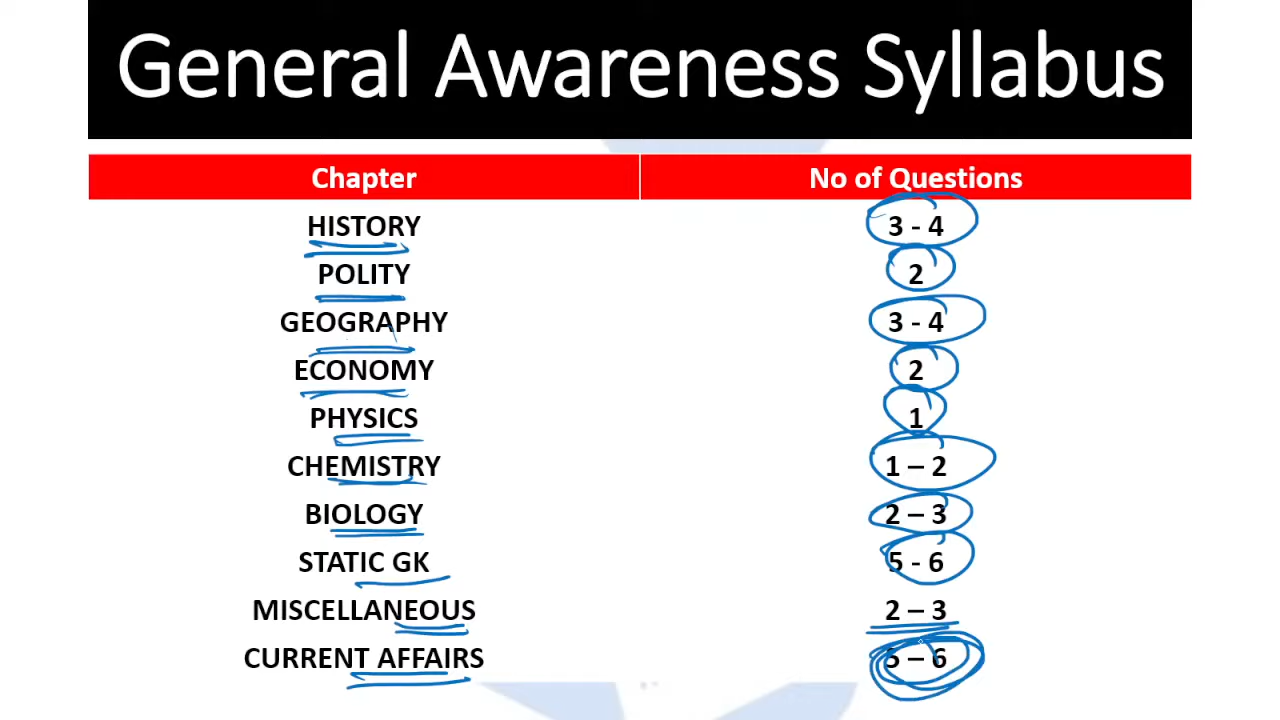 General Awareness Syllabus
Chapter No of Questions
HISTORY 3 - 4
POLITY 2
GEOGRAPHY 3 - 4
ECONOMY 2
PHYSICS 1
CHEMISTRY 1 – 2
BIOLOGY 2 – 3
STATIC GK 5 - 6
MISCELLANEOUS 2 – 3
CURRENT AFFAIRS 5 – 6